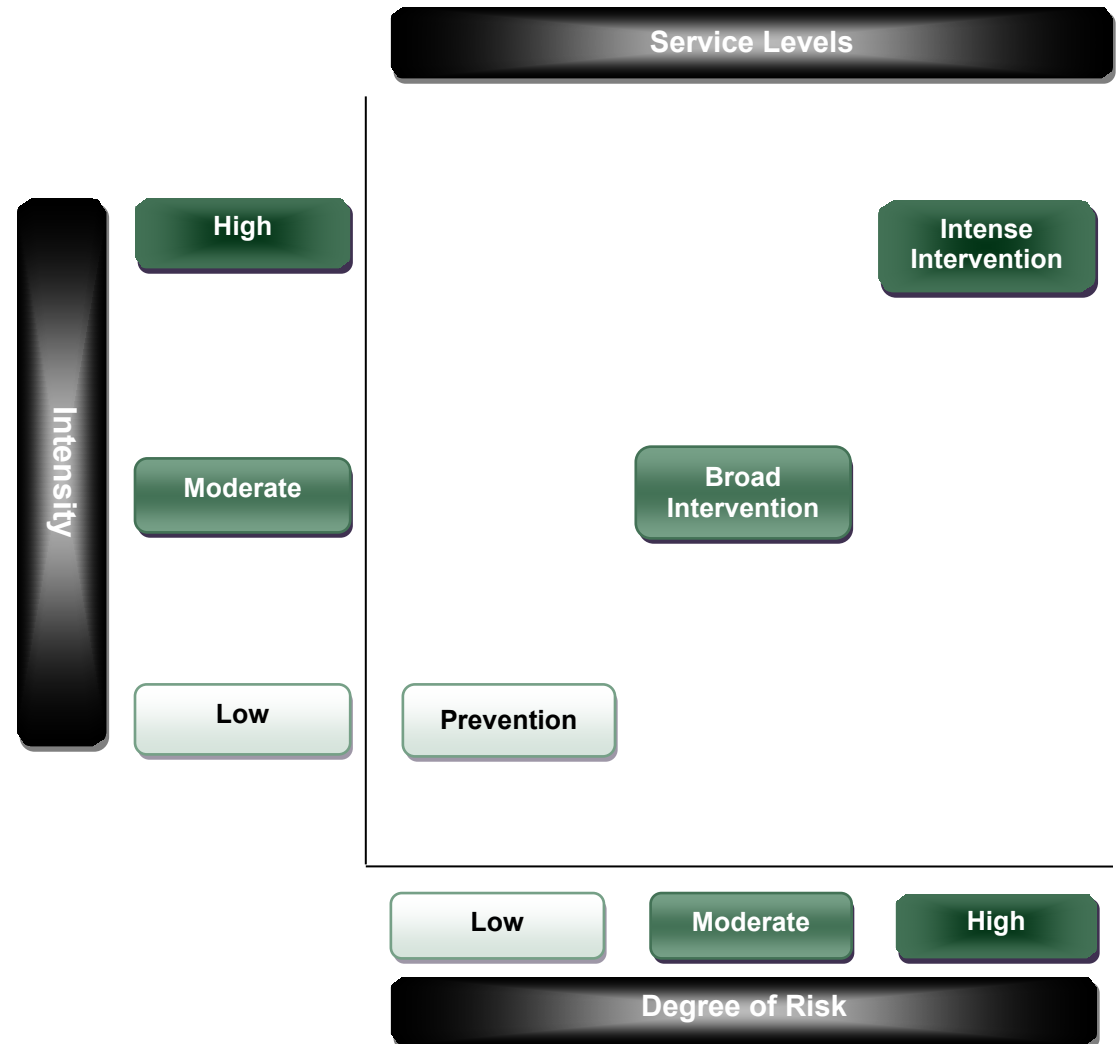 Service Levels
High
Intense
Intervention
Intensity
Moderate
Broad
Intervention
Low
Prevention
Low
Moderate
High
Degree of Risk